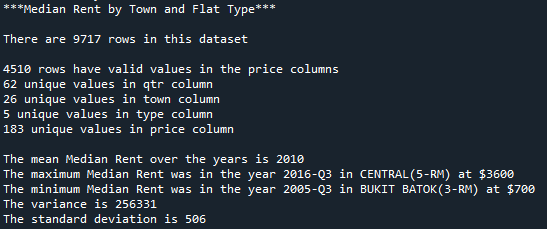 ***Median Rent by Town and Flat Type***
There are 9717 rows in this dataset
4510 rows have valid values in the price columns
62 unique values in qtr column
26 unique values in town column
5 unique values in type column
183 unique values in price column
The mean Median Rent over the years is 2010
The maximum Median Rent was in the year 2016-Q3 in CENTRAL(5-RM) at $3600
The minimum Median Rent was in the year 2005-Q3 in BUKIT BATOK(3-RM) at $700
The variance is 256331
The standard deviation is 506